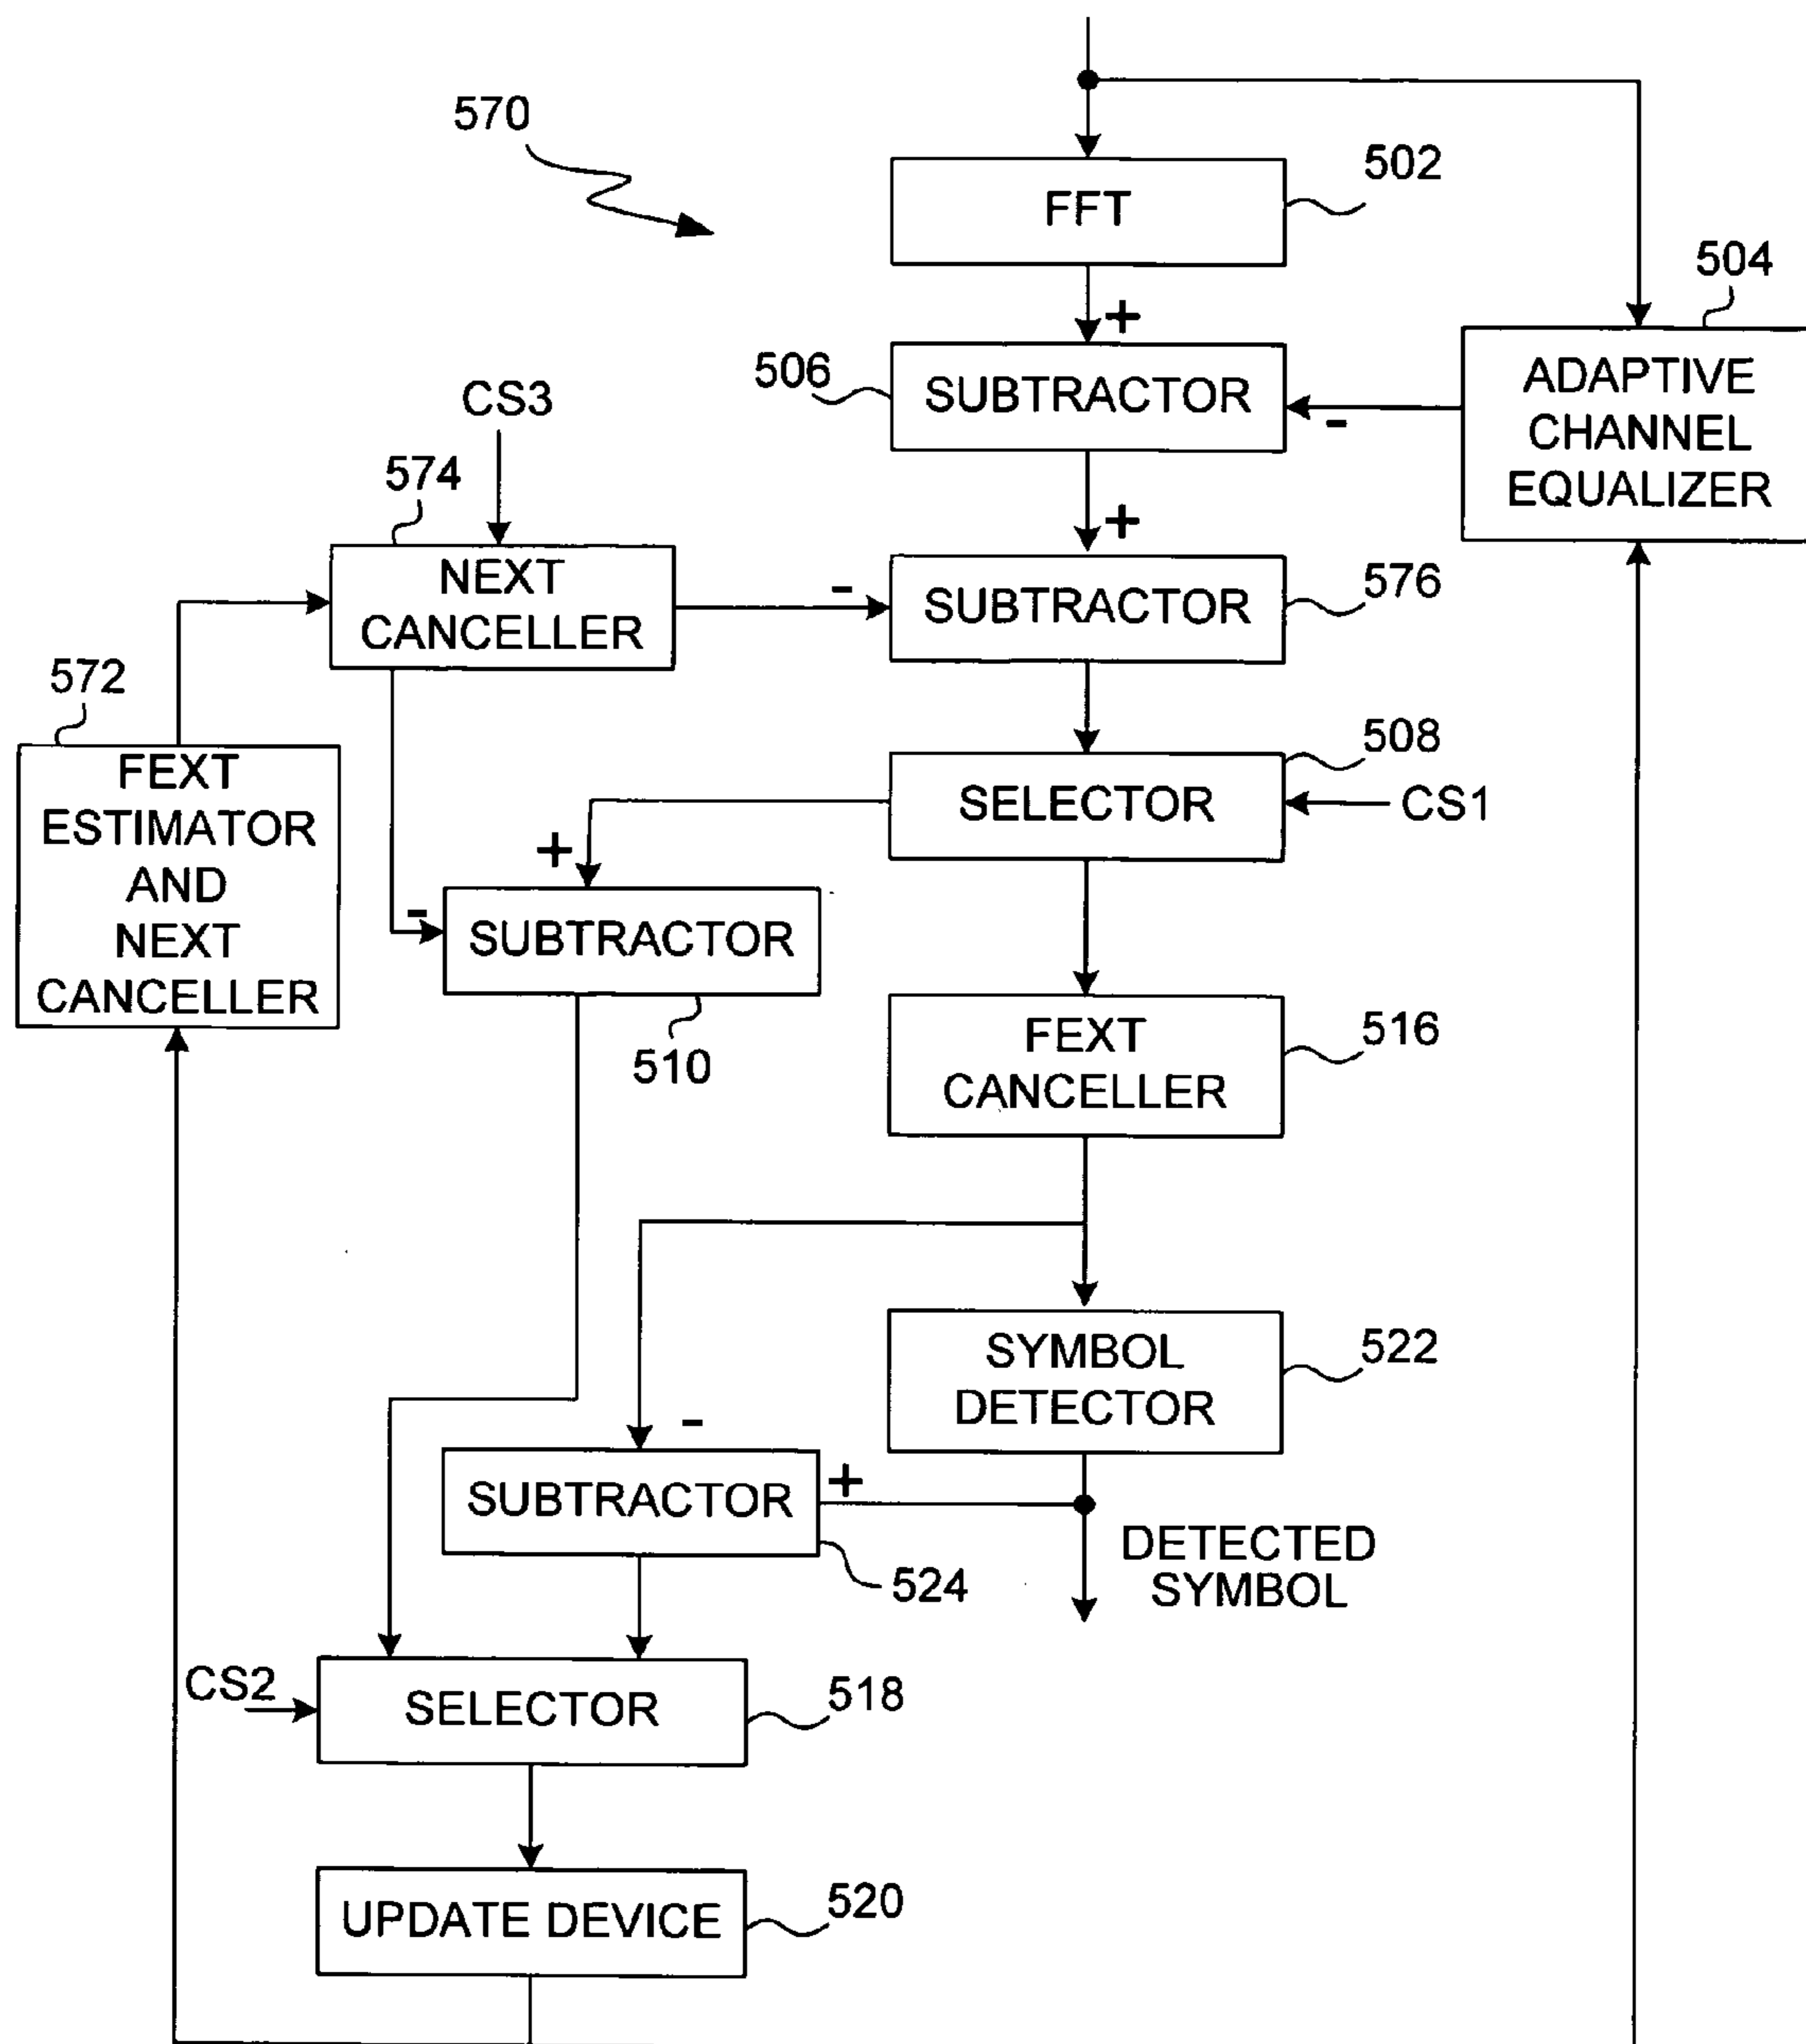 570
502
FFT
504
+
506
SUBTRACTOR
-
ADAPTIVE
CHANNEL
EQUALIZER
CS3
574
+
NEXT
CANCELLER
-
SUBTRACTOR
576
572
508
FEXT
ESTIMATOR
AND
NEXT
CANCELLER
SELECTOR
CS1
+
-
SUBTRACTOR
510
FEXT
CANCELLER
516
SYMBOL
DETECTOR
522
-
SUBTRACTOR
+
524
DETECTED
SYMBOL
CS2
SELECTOR
518
UPDATE DEVICE
520